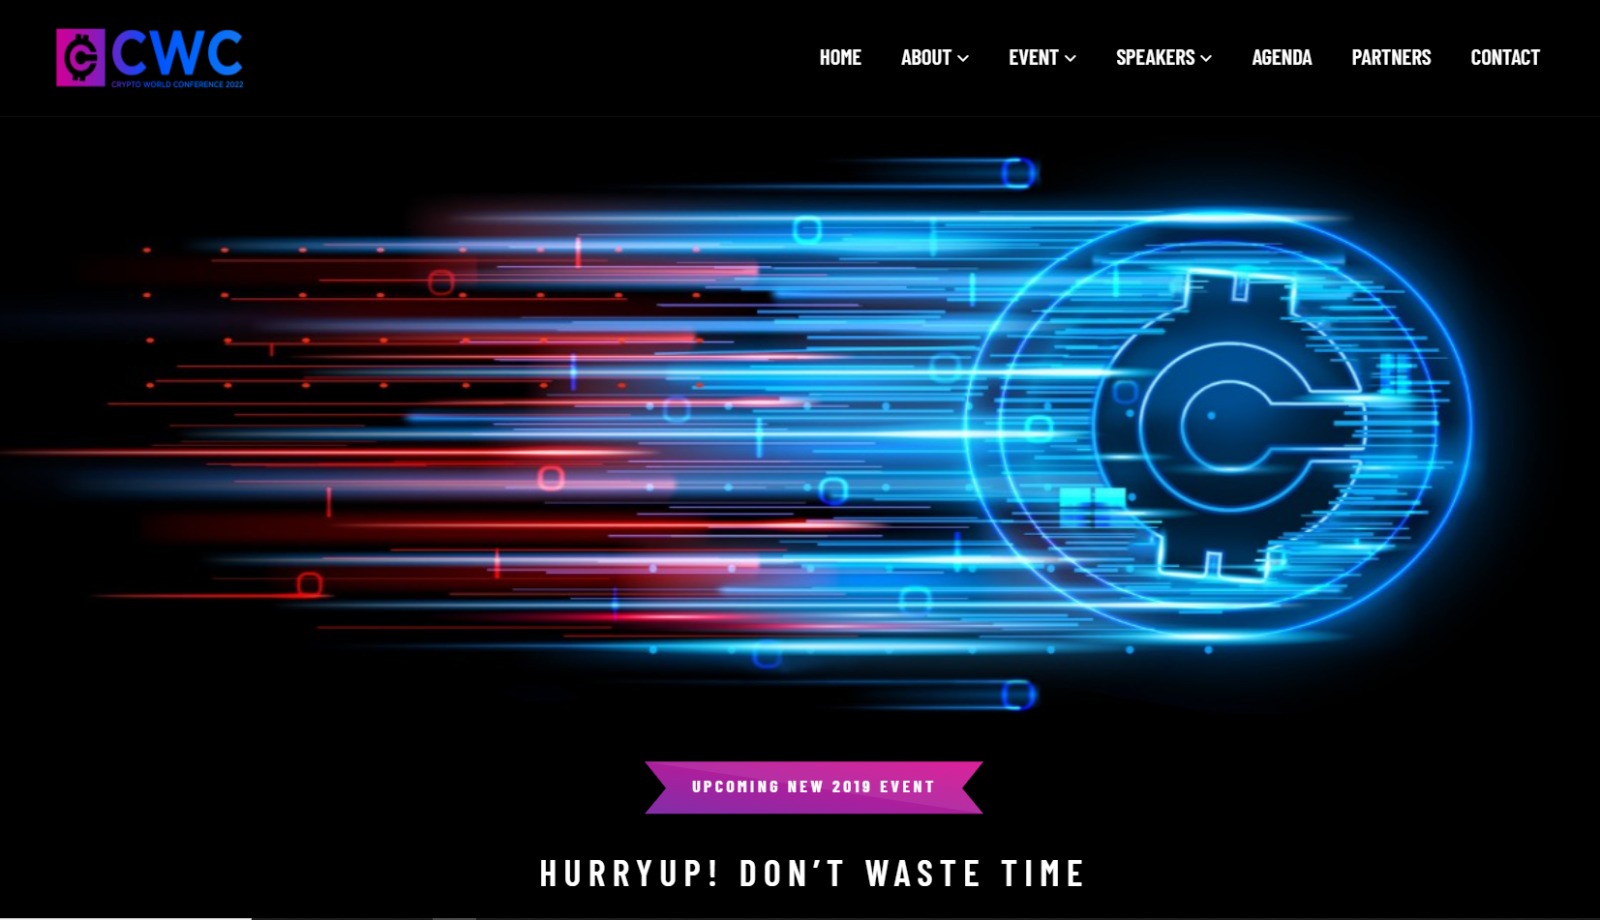 CWC
CRYPTO WORLD CONFERENCE 2022
HOME ABOUT EVENT SPEAKERS AGENDA PARTNERS CONTACT
UPCOMING NEW 2019 EVENT
HURRYUP! DON’T WASTE TIME